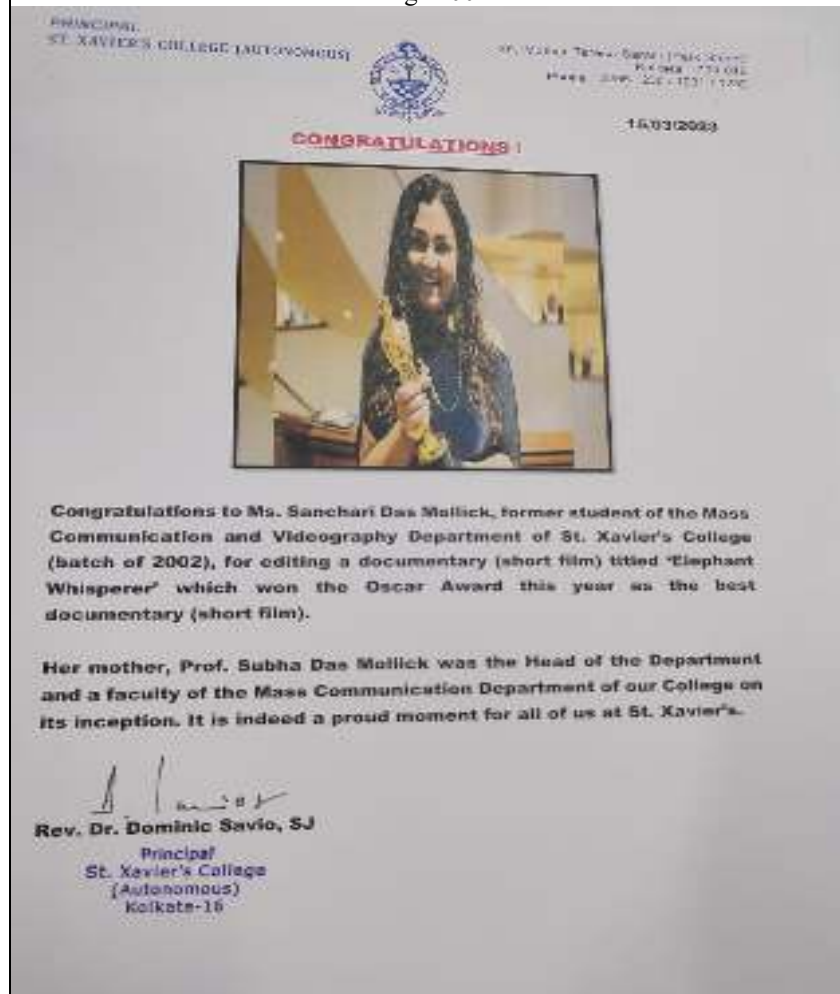 PRINCIPAL
ST. XAVIER'S COLLEGE (AUTONOMOUS)
CONGRATULATIONS !
Congratulations to Ms. Sanchari Das Mollick, former student of the Mass
Communication and Videography Department of St. Xavier's College
(batch of 2002), for editing a documentary (short film) titled 'Elephant
Whisperer' which won the Oscar Award this year as the best
documentary (short film).
Her mother, Prof. Subha Das Mollick was the Head of the Department
and a faculty of the Mass Communication Department of our College on
its inception. It is indeed a proud moment for all of us at St. Xavier's.
Rev. Dr. Dominic Savio, SJ
Principal
St. Xavier's College
(Autonomous)
Kolkata-16